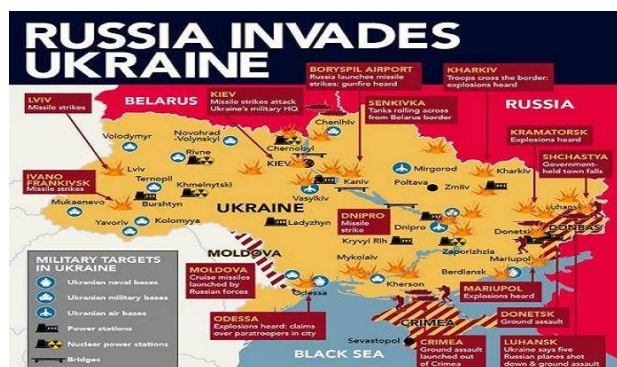 RUSSIA INVADES
UKRAINE
BORYSPIL AIRPORT
Russia launches missile
strikes: gunfire heard
KHARKIV
Troops cross the border:
explosions heard
LVIV
Missile strikes
BELARUS
KIEV
Missile strikes attack
Ukraine's military HQ
SENKIVKA
Tanks rolling across
from Belarus border
RUSSIA
KRAMATORSK
Explosions heard
SHCHASTYA
Government-
held town falls
IVANO
FRANKIVSK
Missile strikes
Volodymyr
Novohrad
-Volynskyi
Chenihiv
Chernobyl
Rivne
Lviv
Ternopil
KIEV
Khmelnytski
Kaniv
Mirgorod
Kharkiv
Vasylkiv
Poltava
Zmiiv
Burshtyn
Mukaenevo
Yavoriv
Kolomya
UKRAINE
Ladyzhyn
DNIPRO
Missile
strike
Dnipro
Luhansk
Donetsk
DONBAS
Kryvyi Rih
Zaporizhzia
MOLDOVA
Mariupol
Mykolaiv
Berdiansk
Kherson
Odessa
MOLDOVA
Cruise missiles
launched by
Russian forces
MARIUPOL
Explosions heard
ODESSA
Explosions heard: claims
over paratroopers in city
DONETSK
Ground assault
CRIMEA
Sevastopol
CRIMEA
Ground assault
launched out
of Crimea
LUHANSK
Ukraine says five
Russian planes shot
down & ground assault
BLACK SEA
MILITARY TARGETS
IN UKRAINE
Ukranian naval bases
Ukranian military bases
Ukranian air bases
Power stations
Nuclear power stations
Bridges